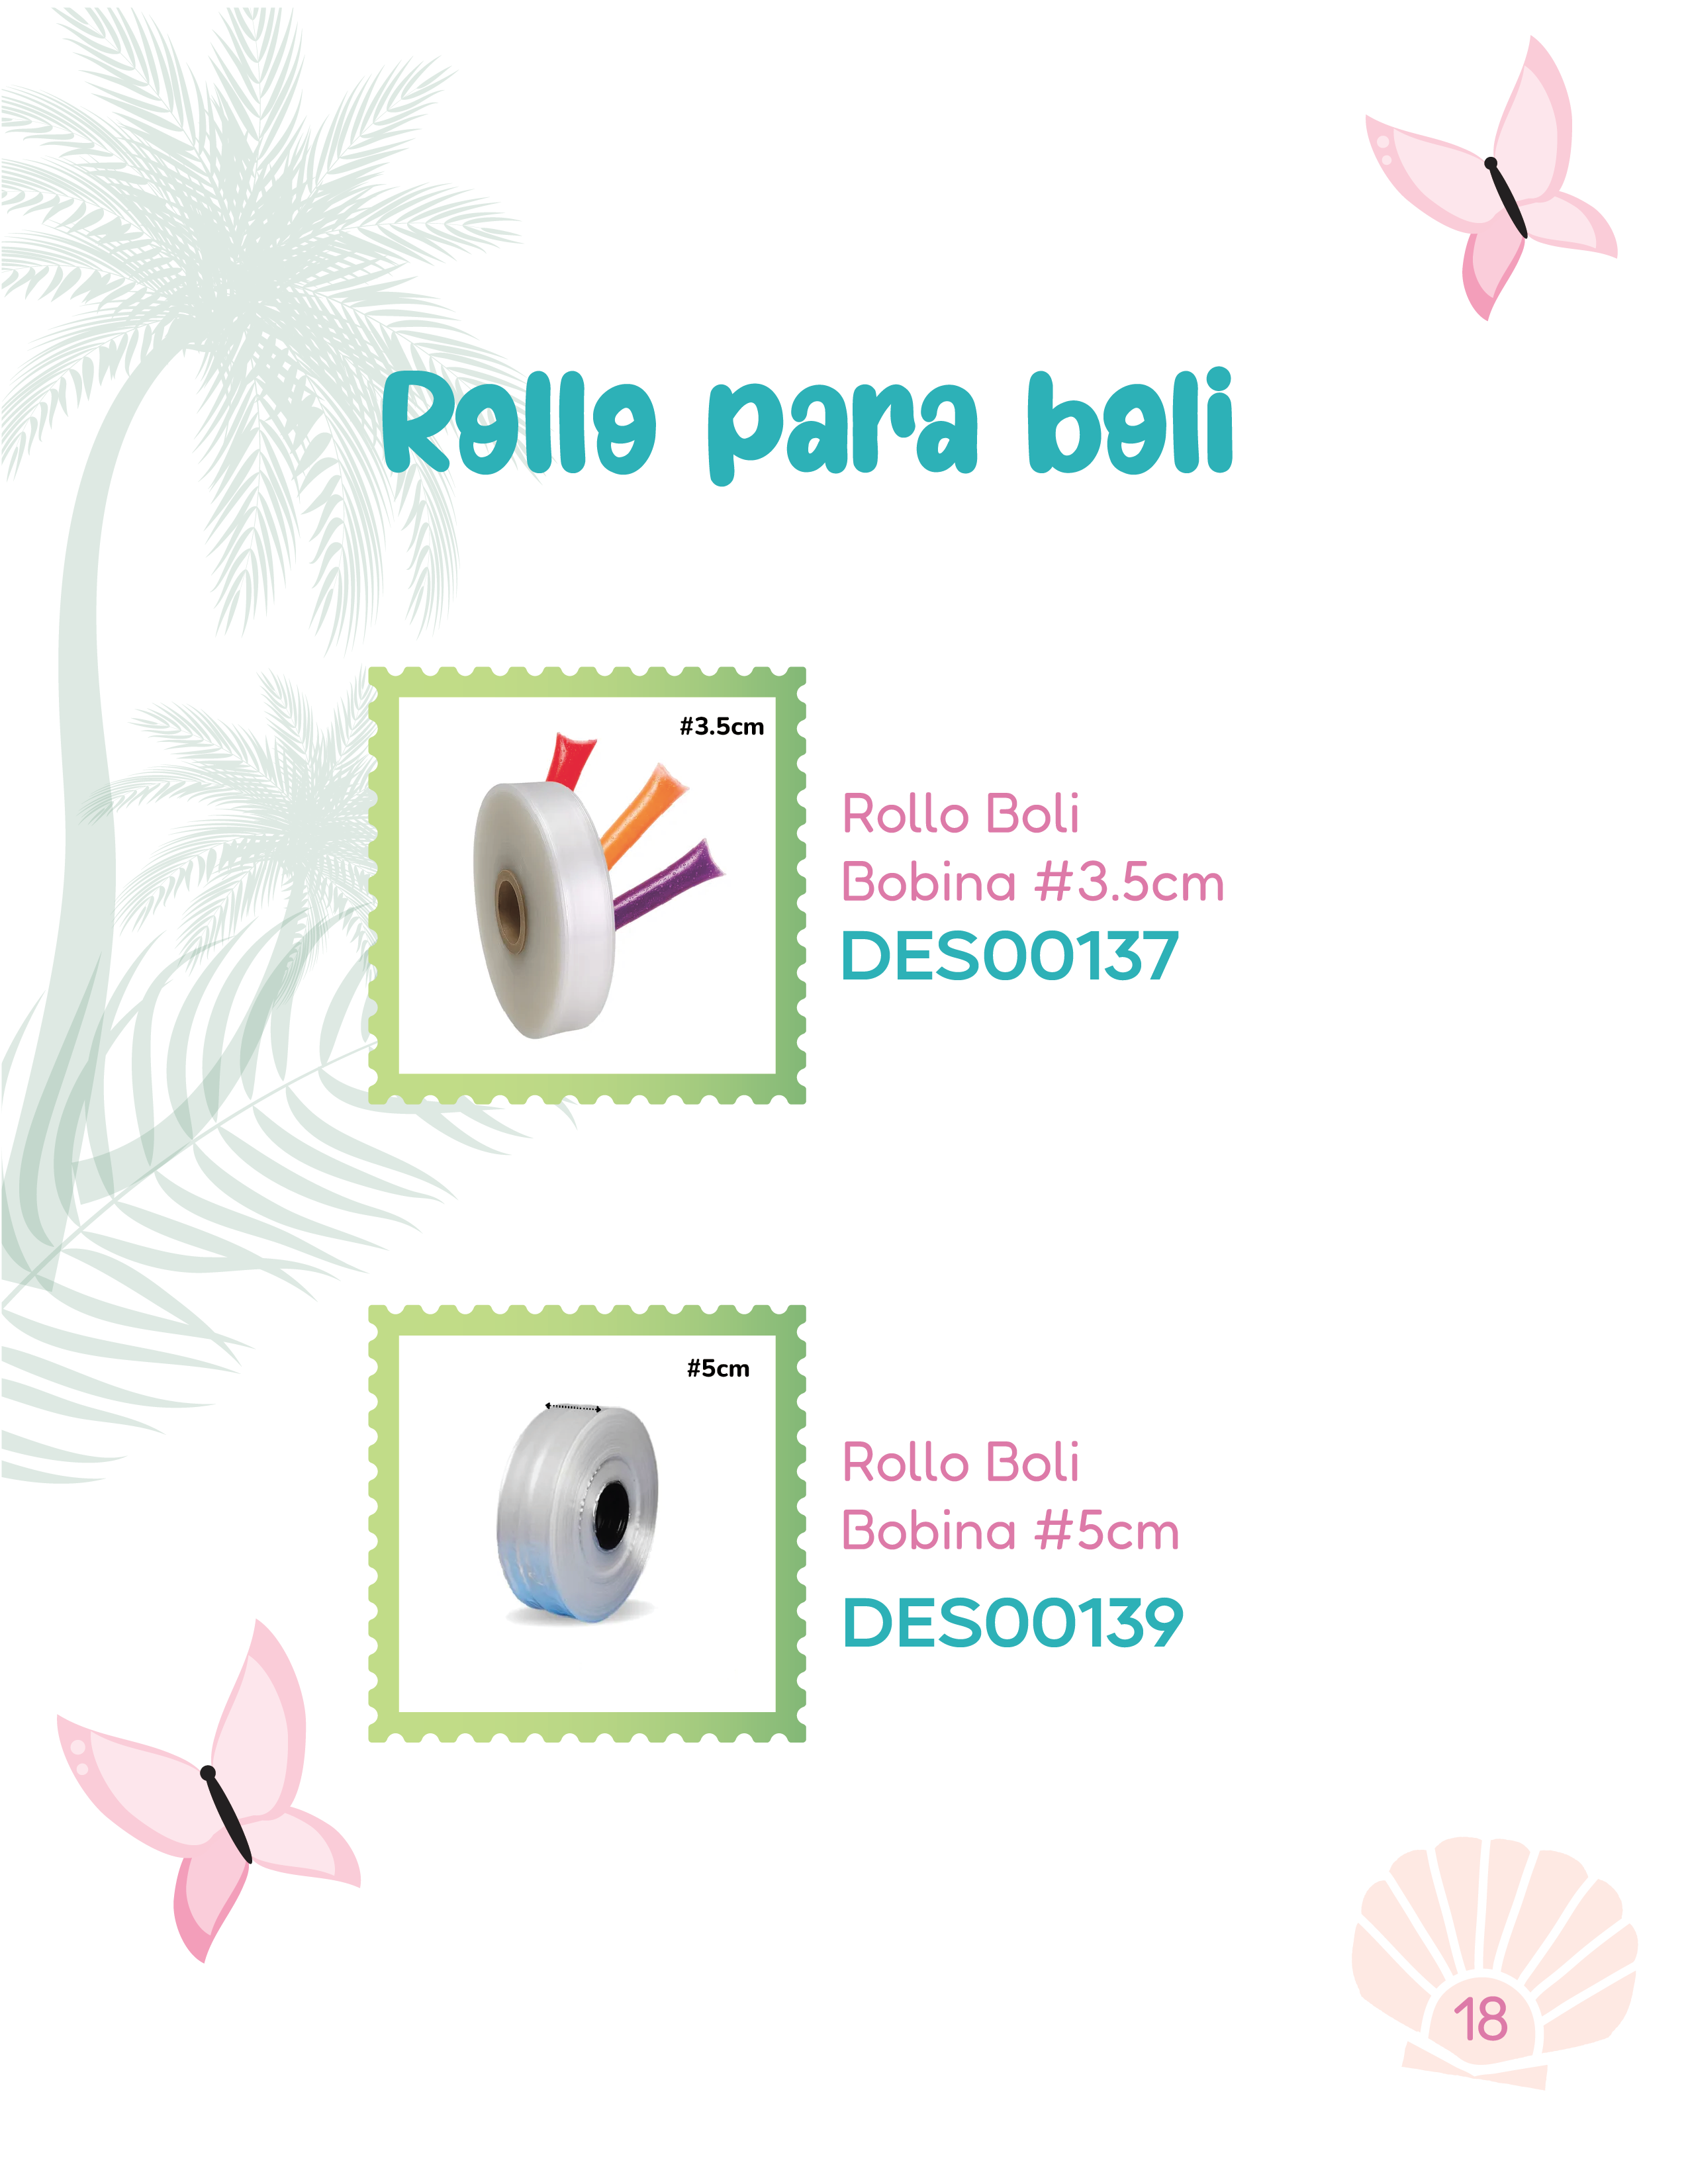 Rollo para boli
#3.5cm
Rollo Boli
Bobina #3.5cm
DES00137
#5cm
Rollo Boli
Bobina #5cm
DES00139
18